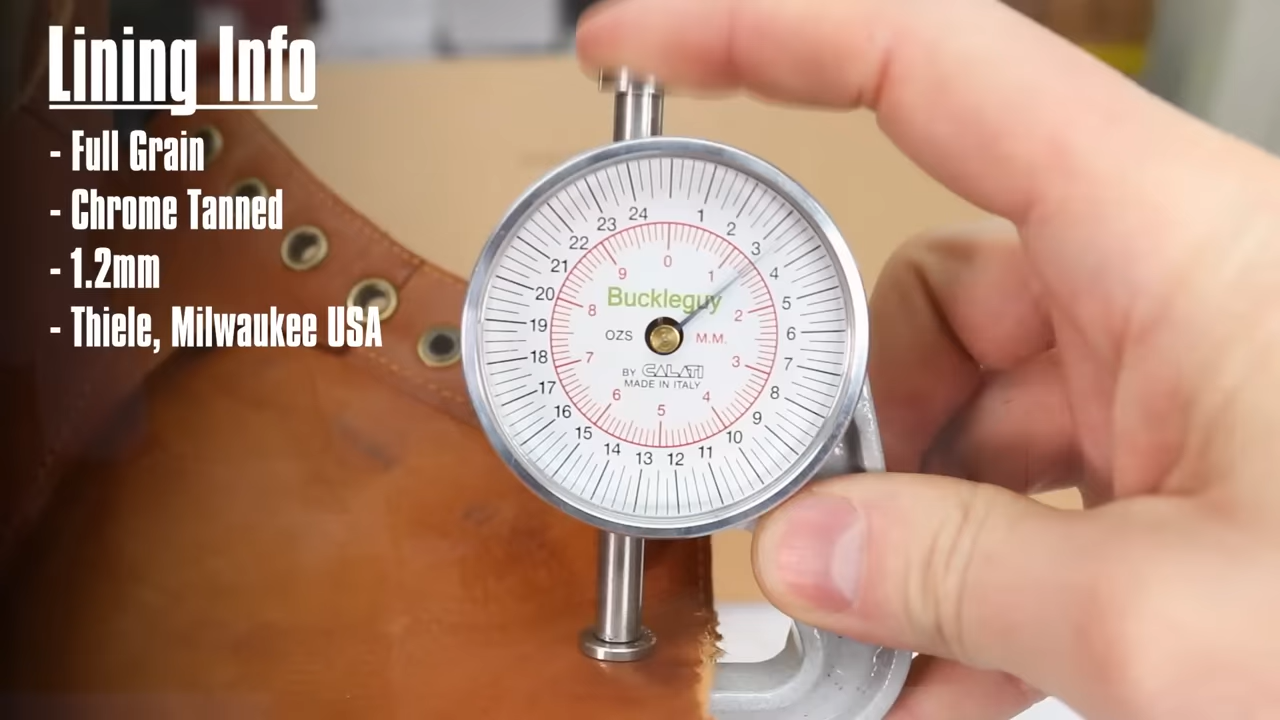 Lining Info
- Full Grain
- Chrome Tanned
- 1.2mm
- Thiele, Milwaukee USA
24 1
23 2
22 3
21 4
20 5
19 6
18 7
17 8
16 9
15 10
14 13 12 11
0
9 1
8 2
7 3
6 4
5
Buckleguy
OZS M.M.
BY GALATI
MADE IN ITALY